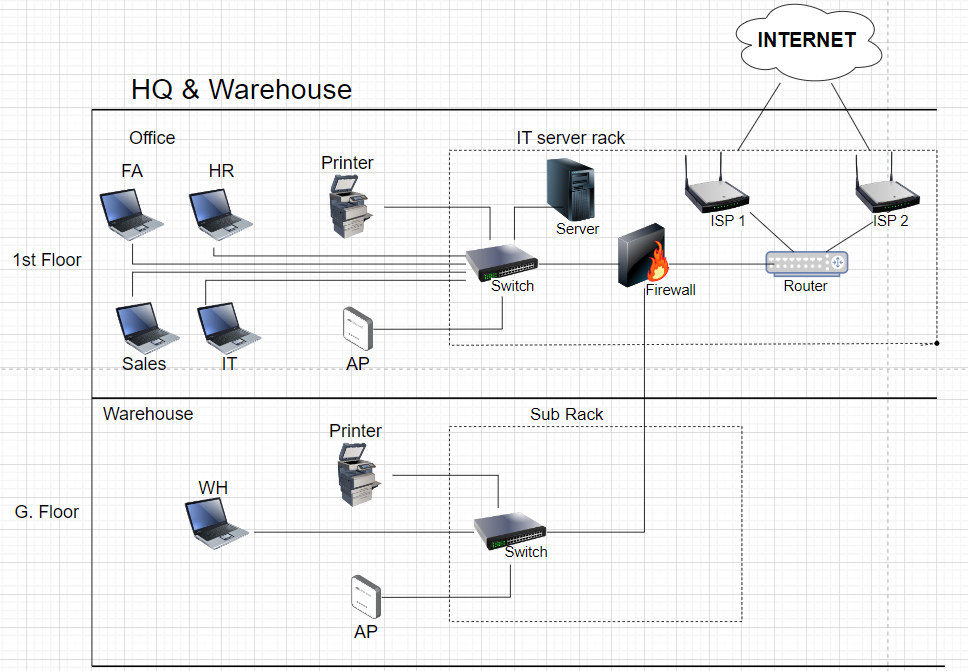 INTERNET
HQ & Warehouse
Office
IT server rack
FA
HR
Printer
ISP 1
ISP 2
Server
1st Floor
Switch
Firewall
Router
Sales
IT
AP
Warehouse
Sub Rack
Printer
WH
G. Floor
Switch
AP